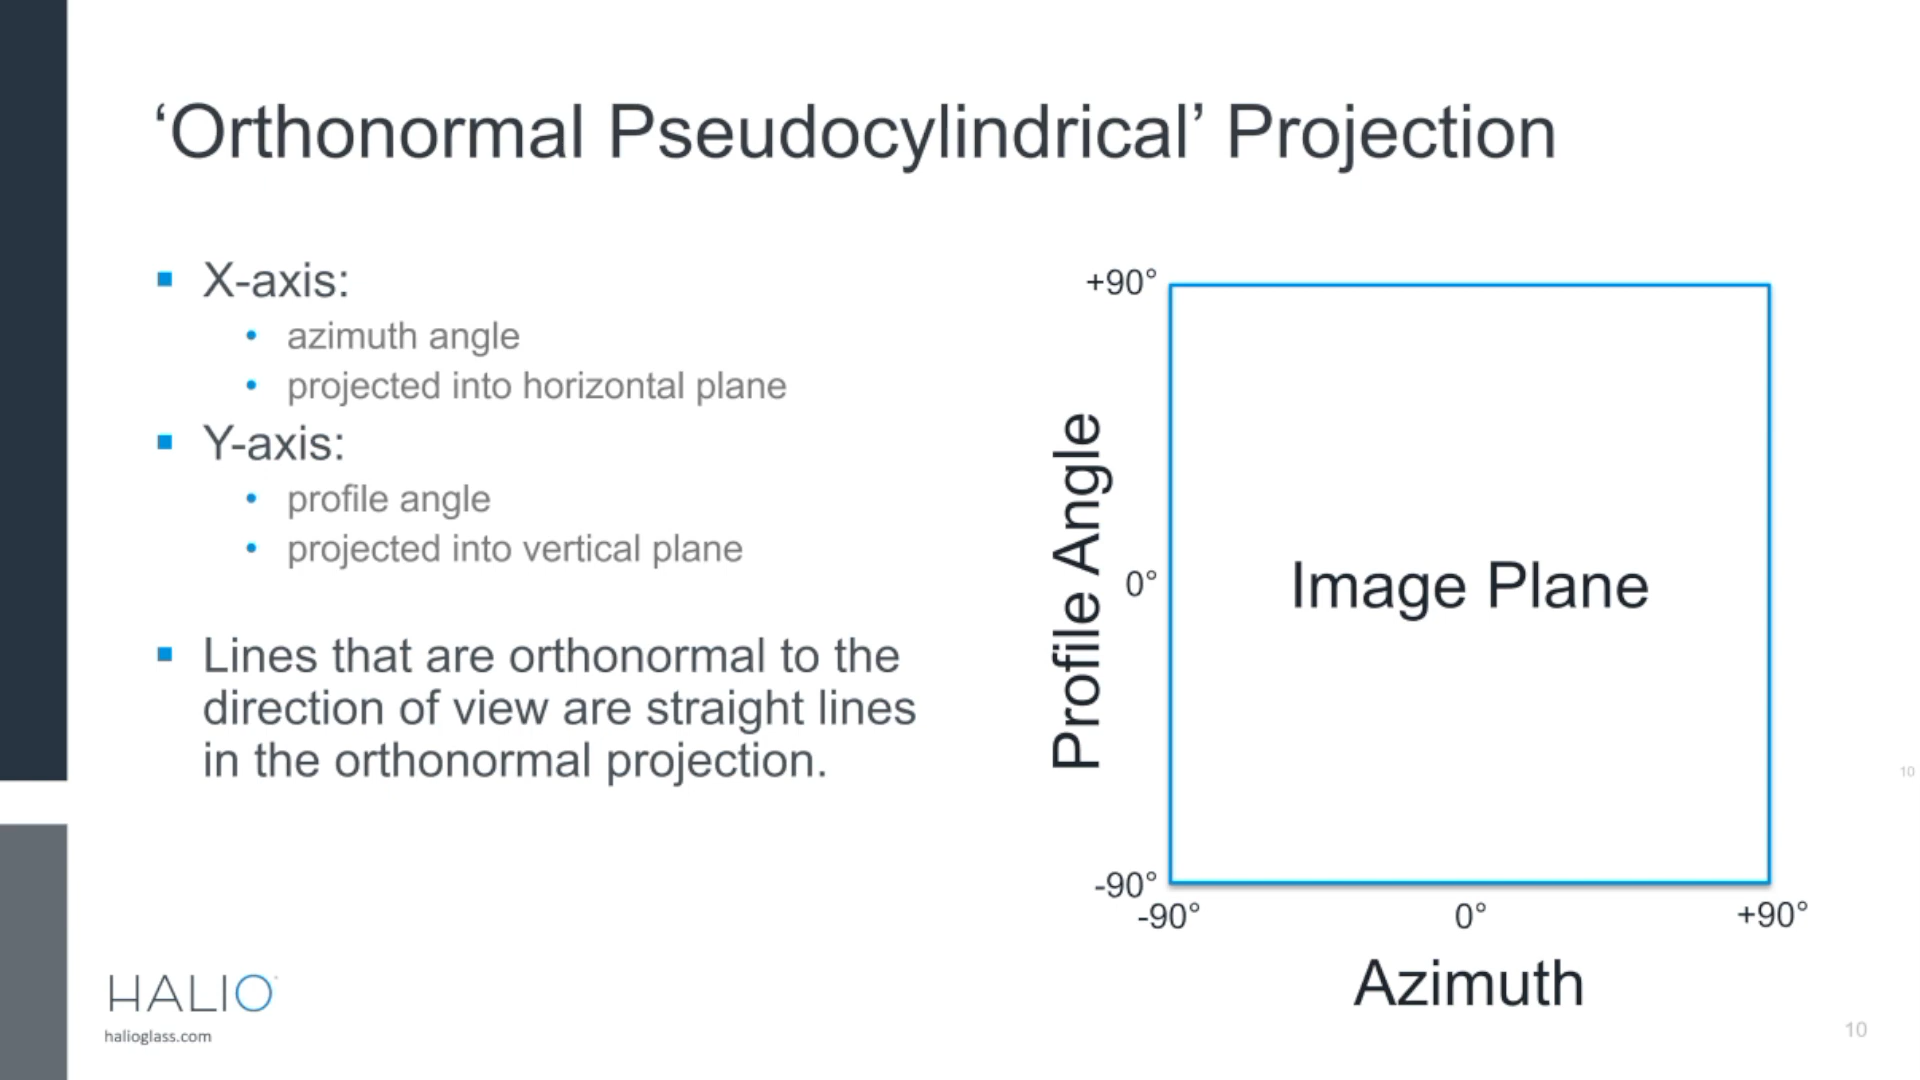 ‘Orthonormal Pseudocylindrical’ Projection
X-axis:
azimuth angle
projected into horizontal plane
Y-axis:
profile angle
projected into vertical plane
Lines that are orthonormal to the
direction of view are straight lines
in the orthonormal projection.
+90°
Profile Angle
0°
Image Plane
-90°
-90°
0°
+90°
Azimuth
10
HALIO
halioglass.com
10